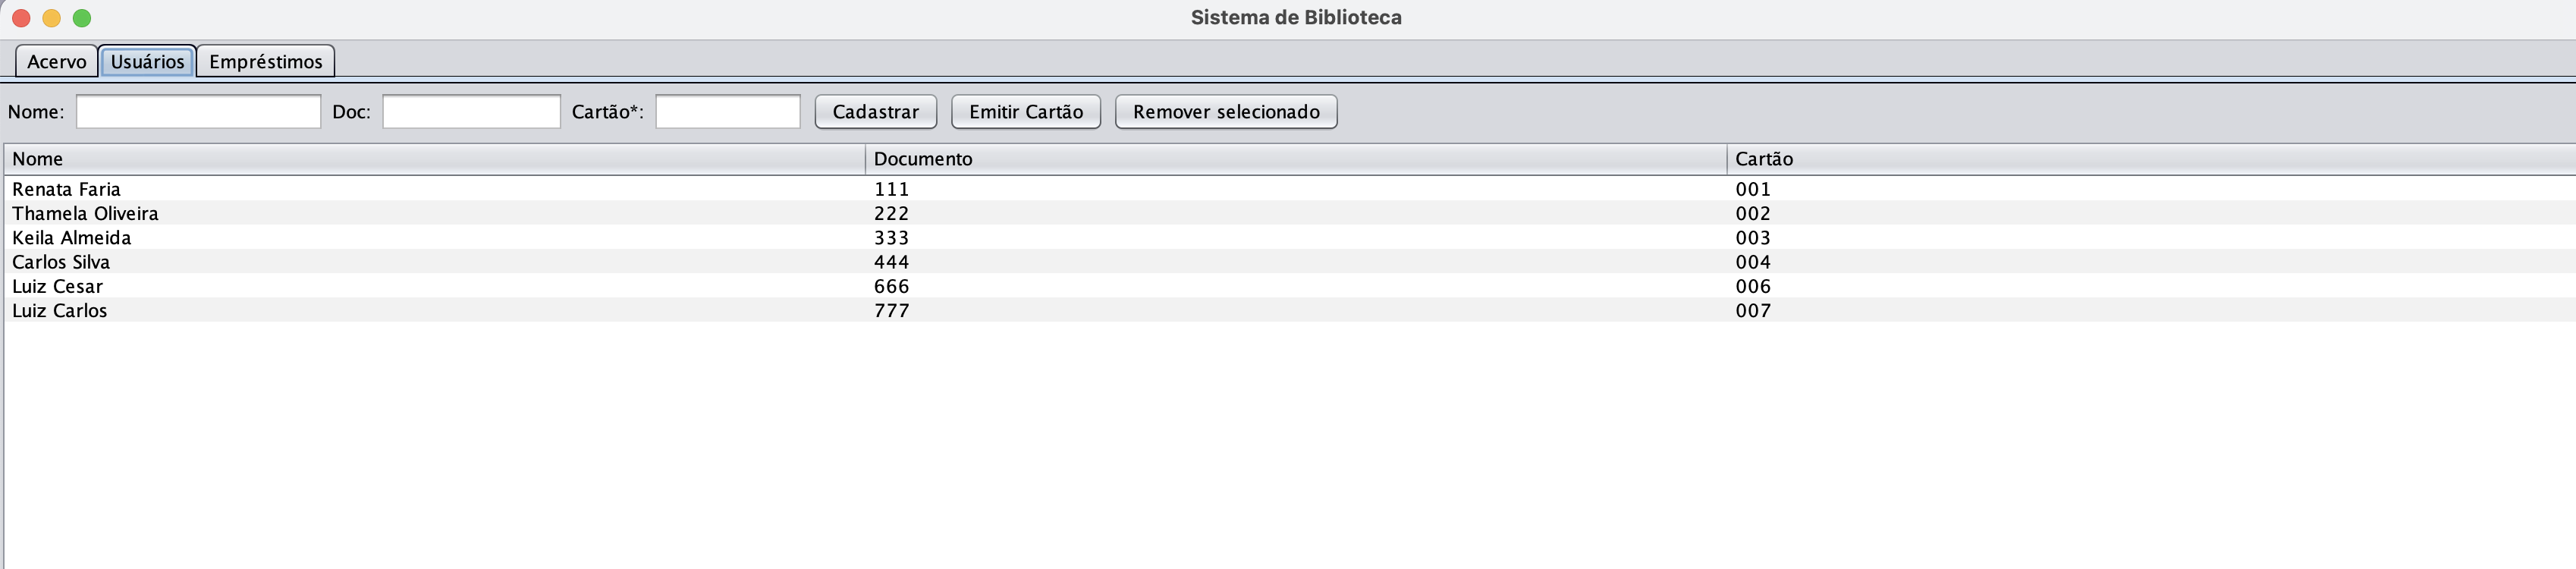 Sistema de Biblioteca
Acervo Usuários Empréstimos
Nome: Doc: Cartão*: Cadastrar Emitir Cartão Remover selecionado
Nome Documento Cartão
Renata Faria 111 001
Thamela Oliveira 222 002
Keila Almeida 333 003
Carlos Silva 444 004
Luiz Cesar 666 006
Luiz Carlos 777 007